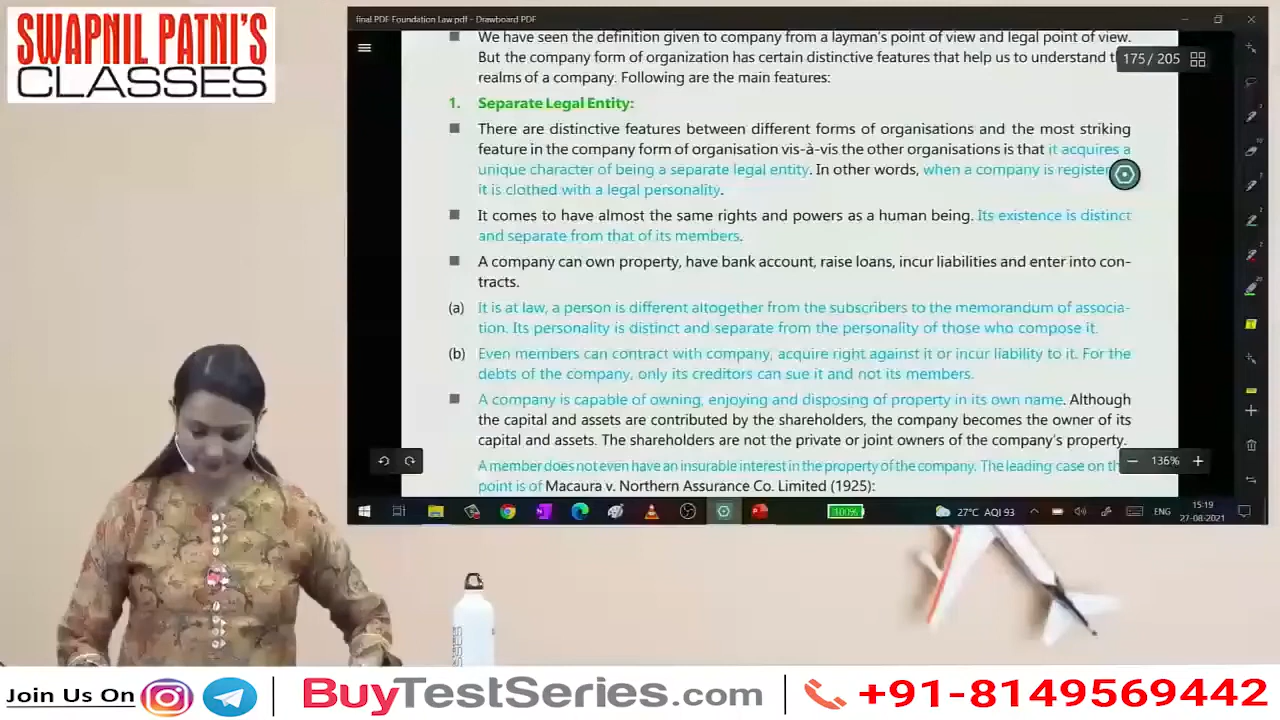 SWAPNIL PATNI'S
CLASSES
final PDF Foundation Law.pdf - Drawboard PDF
We have seen the definition given to company from a layman's point of view and legal point of view.
But the company form of organization has certain distinctive features that help us to understand
175 / 205
realms of a company. Following are the main features:
1. Separate Legal Entity:
There are distinctive features between different forms of organisations and the most striking
feature in the company form of organisation vis-à-vis the other organisations is that it acquires a
unique character of being a separate legal entity. In other words, when a company is register
it is clothed with a legal personality.
It comes to have almost the same rights and powers as a human being. Its existence is distinct
and separate from that of its members.
A company can own property, have bank account, raise loans, incur liabilities and enter into con-
tracts.
(a) It is at law, a person is different altogether from the subscribers to the memorandum of associa-
tion. Its personality is distinct and separate from the personality of those who compose it.
(b) Even members can contract with company, acquire right against it or incur liability to it. For the
debts of the company, only its creditors can sue it and not its members.
A company is capable of owning, enjoying and disposing of property in its own name. Although
the capital and assets are contributed by the shareholders, the company becomes the owner of its
capital and assets. The shareholders are not the private or joint owners of the company's property.
136%
A member does not even have an insurable interest in the property of the company. The leading case on th
point is of Macaura v. Northern Assurance Co. Limited (1925):
100%
27°C AQI 93
ENG
15:19
27-08-2021
Join Us On
BuyTestSeries.com
+91-8149569442